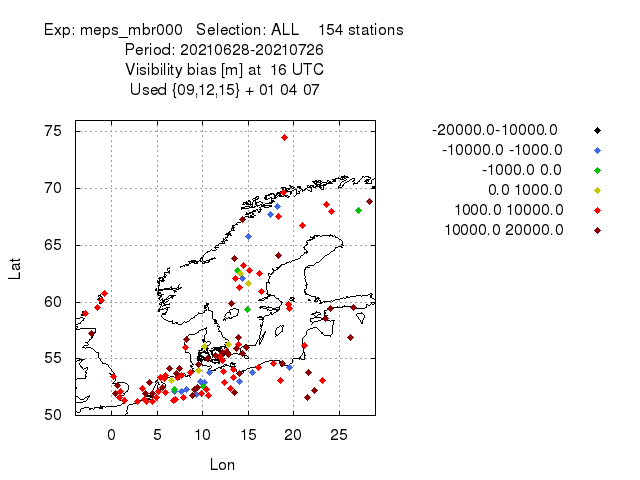 Exp: meps_mbr000   Selection: ALL    154 stations
Period: 20210628-20210726
Visibility bias [m] at  16 UTC
Used {09,12,15} + 01 04 07
-20000.0-10000.0
-10000.0 -1000.0
-1000.0 0.0
0.0 1000.0
1000.0 10000.0
10000.0 20000.0
75
70
65
60
55
50
Lat
0 5 10 15 20 25
Lon